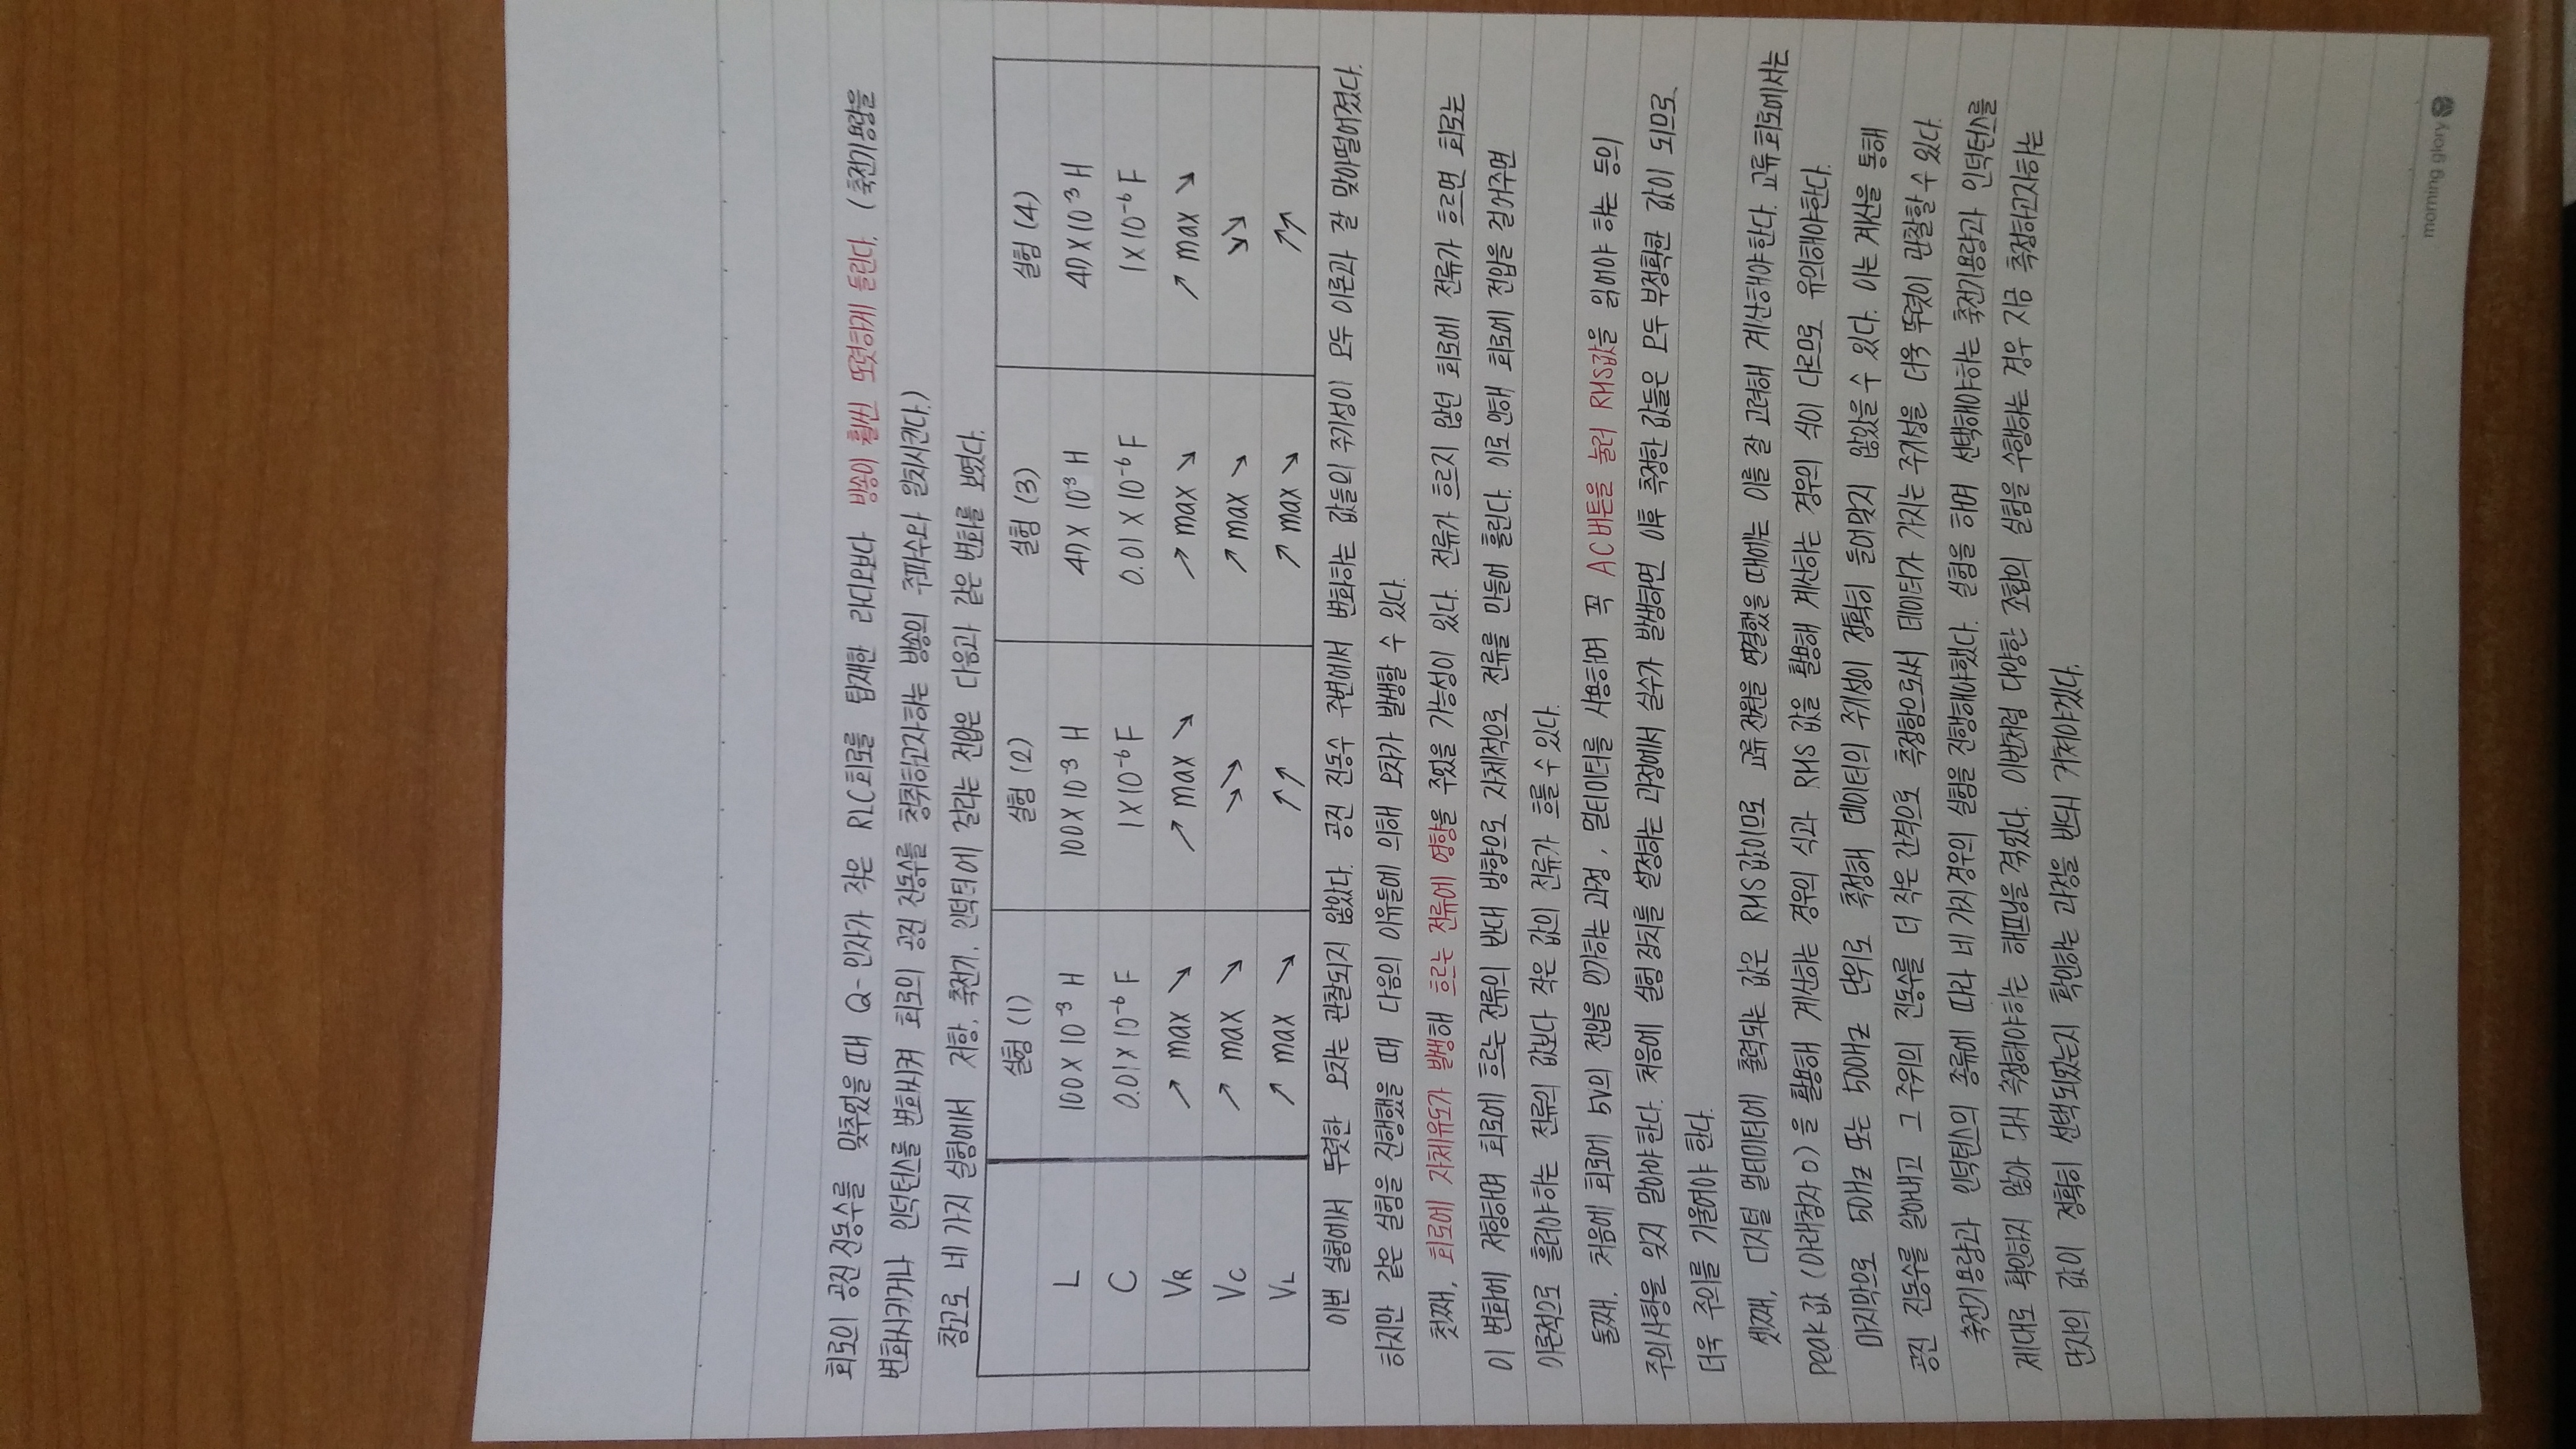 회로의 공진 진동수를 맞추었을 때 Q-인자가 작은 RLC회로를 탑재한 라디오보다 방송이 훨씬 또렷하게 들린다. (축전기용량을
변화시키거나 인덕턴스를 변화시켜 회로의 공진 진동수를 청취하고자하는 방송의 주파수와 일치시킨다.)
참고로 네 가지 실험에서 저항, 축전기, 인덕터에 걸리는 전압은 다음과 같은 변화를 보였다.
실험 (1) 실험 (2) 실험 (3) 실험 (4)
L 100X10⁻³ H 100X10⁻³ H 47X10⁻³ H 47X10⁻³ H
C 0.01X10⁻⁶ F 1X10⁻⁶ F 0.01X10⁻⁶ F 1X10⁻⁶ F
VR ↗ max ↘ ↗ max ↘ ↗ max ↘ ↗ max ↘
VC ↗ max ↘ ↘↘ ↗ max ↘ ↘↘
VL ↗ max ↘ ↗↗ ↗ max ↘ ↗↗
이번 실험에서 뚜렷한 오차는 관찰되지 않았다. 공진 진동수 주변에서 변화하는 값들의 주기성이 모두 이론과 잘 맞아떨어졌다.
하지만 같은 실험을 진행했을 때 다음의 이유들에 의해 오차가 발생할 수 있다.
첫째, 회로에 자체유도가 발생해 흐르는 전류에 영향을 주었을 가능성이 있다. 전류가 흐르지 않던 회로에 전류가 흐르면 회로는
이 변화에 저항하며 회로에 흐르는 전류의 반대 방향으로 자체적으로 전류를 만들어 흘린다. 이로 인해 회로에 전압을 걸어주면
이론적으로 흘러야하는 전류의 값보다 작은 값의 전류가 흐를 수 있다.
둘째, 처음에 회로에 5V의 전압을 인가하는 과정, 멀티미터를 사용하며 꼭 AC버튼을 눌러 RMS값을 읽어야 하는 등의
주의사항을 잊지 말아야 한다. 처음에 실험 장치를 설정하는 과정에서 실수가 발생하면 이후 측정한 값들은 모두 부정확한 값이 되므로
더욱 주의를 기울여야 한다.
셋째, 디지털 멀티미터에 출력되는 값은 RMS값이므로 교류 전원을 연결했을 때에는 이를 잘 고려해 계산해야한다. 교류 회로에서는
peak값 (아래첨자 0)을 활용해 계산하는 경우의 식과 RMS 값을 활용해 계산하는 경우의 식이 다르므로 유의해야한다.
마지막으로 50Hz 또는 500Hz 단위로 측정해 데이터의 주기성이 정확히 들어맞지 않았을 수 있다. 이는 계산을 통해
공진 진동수를 알아내고 그 주위의 진동수를 더 작은 간격으로 측정함으로써 데이터가 가지는 주기성을 더욱 뚜렷이 관찰할 수 있다.
축전기용량과 인덕턴스의 종류에 따라 네 가지 경우의 실험을 진행해야했다. 실험을 하며 선택해야하는 축전기용량과 인덕턴스를
제대로 확인하지 않아 다시 측정해야하는 해프닝을 겪었다. 이번처럼 다양한 조합의 실험을 수행하는 경우 지금 측정하고자하는
단자의 값이 정확히 선택되었는지 확인하는 과정을 반드시 거쳐야겠다.
morning glory